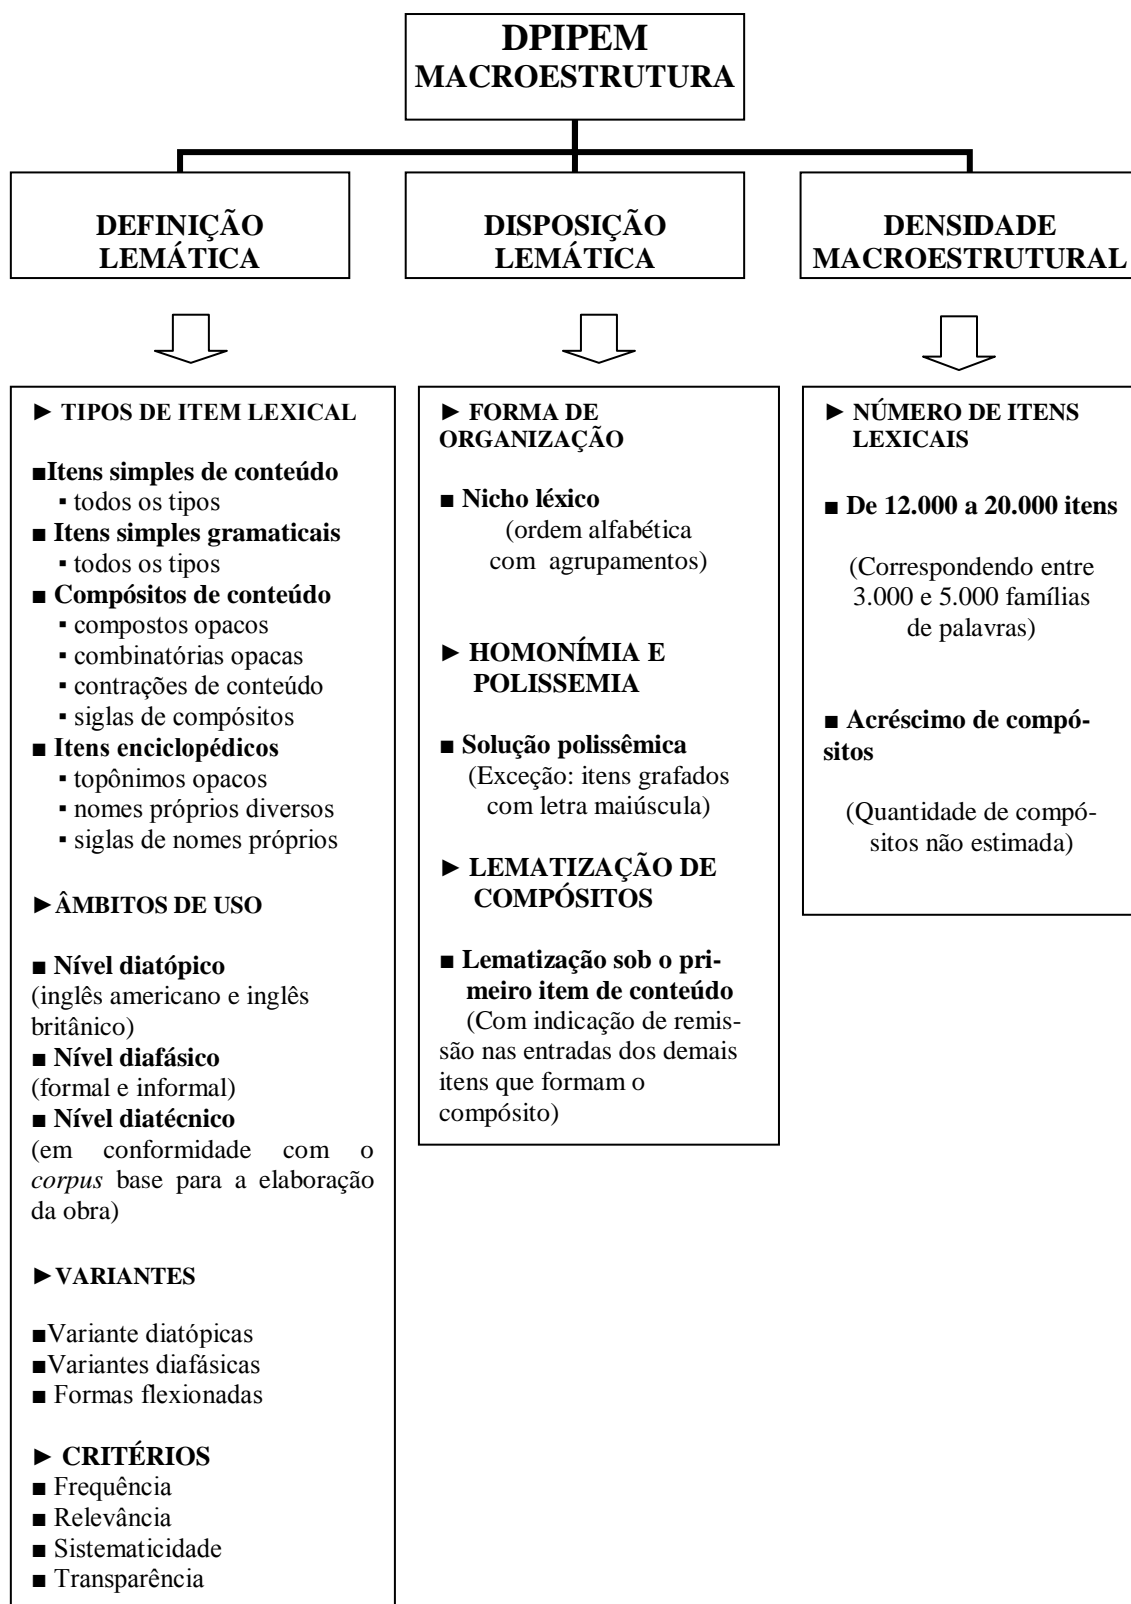 DPIPEM
MACROESTRUTURA
DEFINIÇÃO
LEMÁTICA
DISPOSIÇÃO
LEMÁTICA
DENSIDADE
MACROESTRUTURAL
► TIPOS DE ITEM LEXICAL
■Itens simples de conteúdo
▪ todos os tipos
■ Itens simples gramaticais
▪ todos os tipos
■ Compósitos de conteúdo
▪ compostos opacos
▪ combinatórias opacas
▪ contrações de conteúdo
▪ siglas de compósitos
■ Itens enciclopédicos
▪ topônimos opacos
▪ nomes próprios diversos
▪ siglas de nomes próprios
►ÂMBITOS DE USO
■ Nível diatópico
(inglês americano e inglês
britânico)
■ Nível diafásico
(formal e informal)
■ Nível diatécnico
(em conformidade com o
corpus base para a elaboração
da obra)
►VARIANTES
■Variante diatópicas
■Variantes diafásicas
■ Formas flexionadas
► CRITÉRIOS
■ Frequência
■ Relevância
■ Sistematicidade
■ Transparência
► FORMA DE
ORGANIZAÇÃO
■ Nicho léxico
(ordem alfabética
com agrupamentos)
► HOMONÍMIA E
POLISSEMIA
■ Solução polissêmica
(Exceção: itens grafados
com letra maiúscula)
► LEMATIZAÇÃO DE
COMPÓSITOS
■ Lematização sob o pri-
meiro item de conteúdo
(Com indicação de remis-
são nas entradas dos demais
itens que formam o
compósito)
► NÚMERO DE ITENS
LEXICAIS
■ De 12.000 a 20.000 itens
(Correspondendo entre
3.000 e 5.000 famílias
de palavras)
■ Acréscimo de compó-
sitos
(Quantidade de compó-
sitos não estimada)